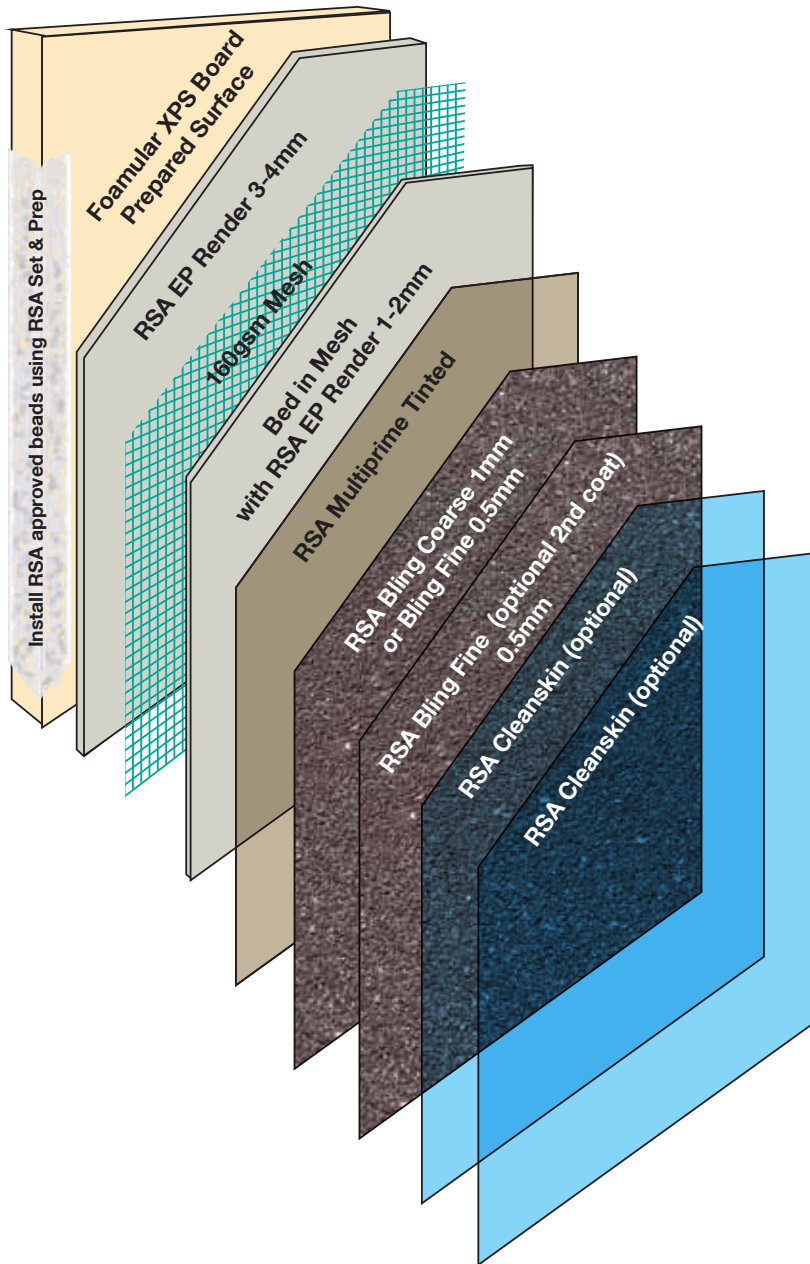 Foamular XPS Board
Prepared Surface
Install RSA approved beads using RSA Set & Prep
RSA EP Render 3-4mm
160gsm Mesh
Bed in Mesh
with RSA EP Render 1-2mm
RSA Multiprime Tinted
RSA Bling Coarse 1mm
or Bling Fine 0.5mm
RSA Bling Fine (optional 2nd coat)
0.5mm
RSA Cleanskin (optional)
RSA Cleanskin (optional)